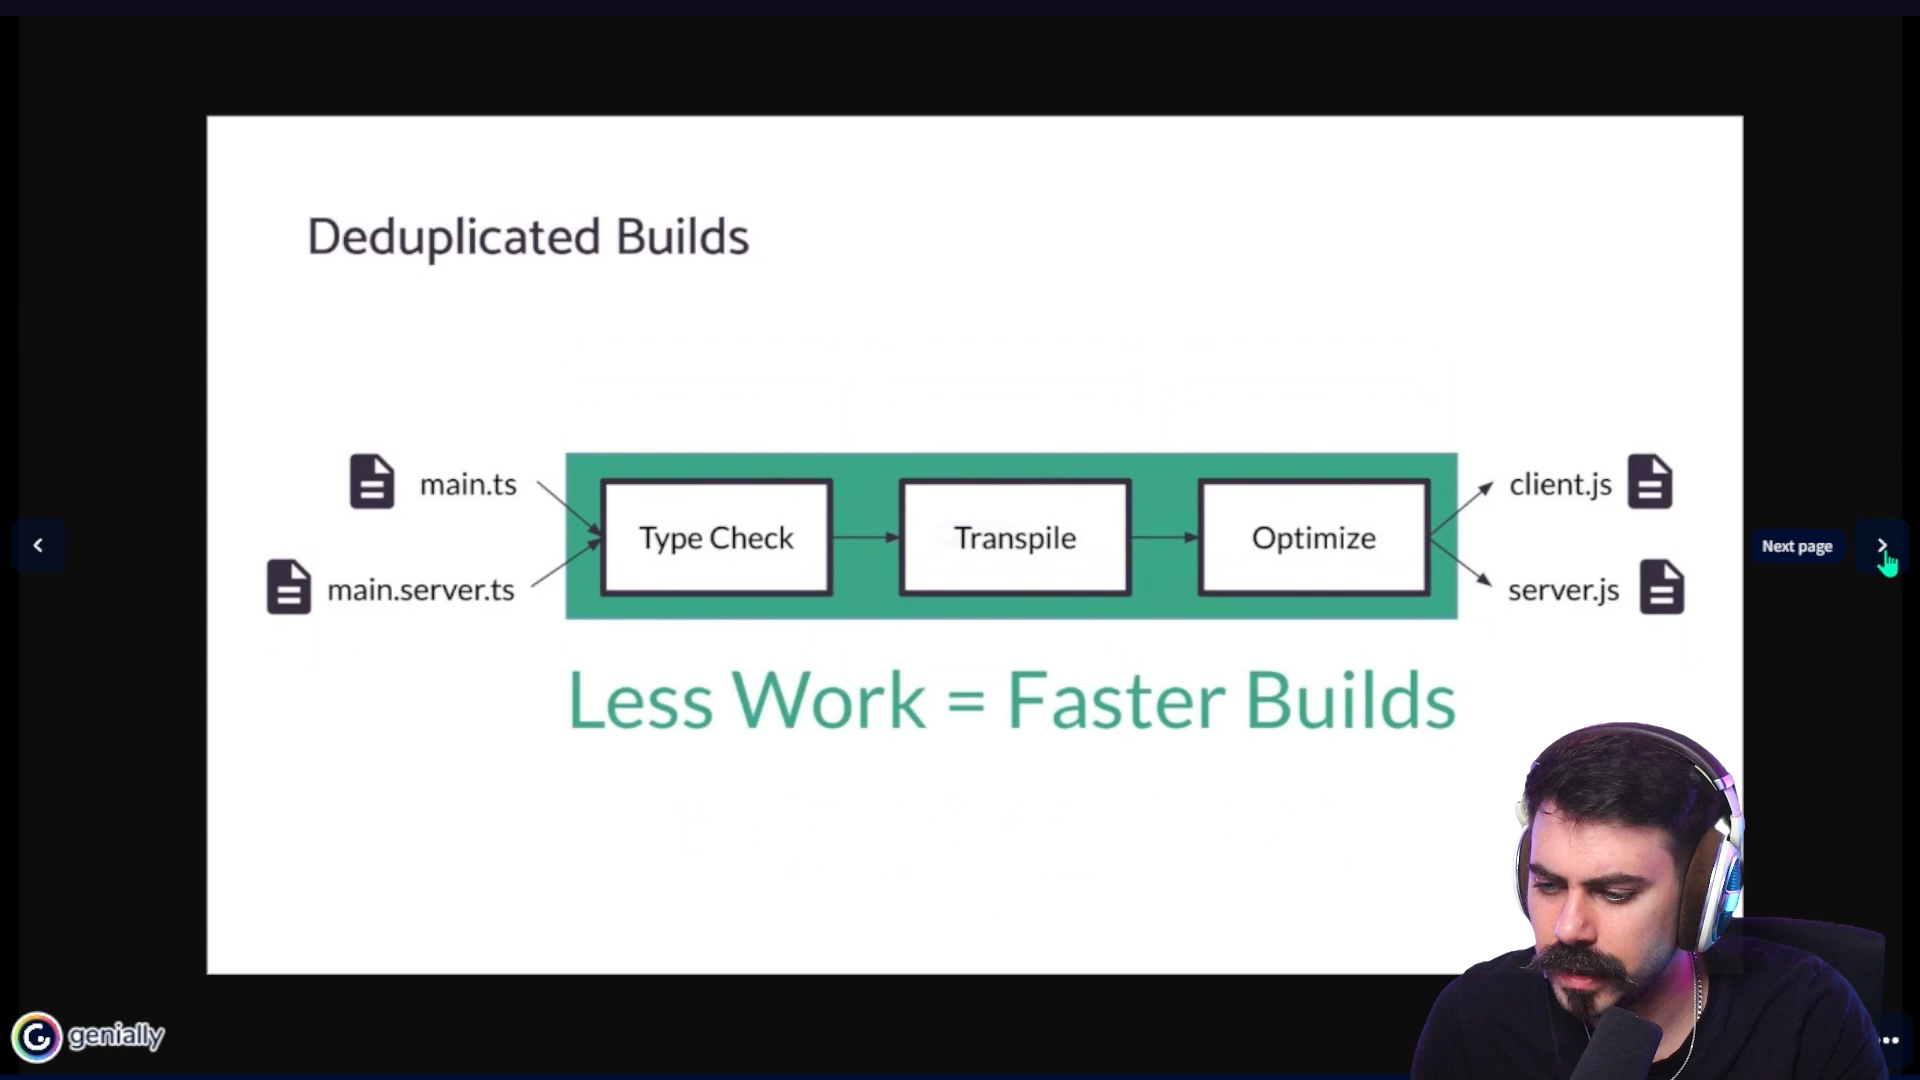 Deduplicated Builds
main.ts
main.server.ts
Type Check
Transpile
Optimize
client.js
server.js
Less Work = Faster Builds
Next page
genially